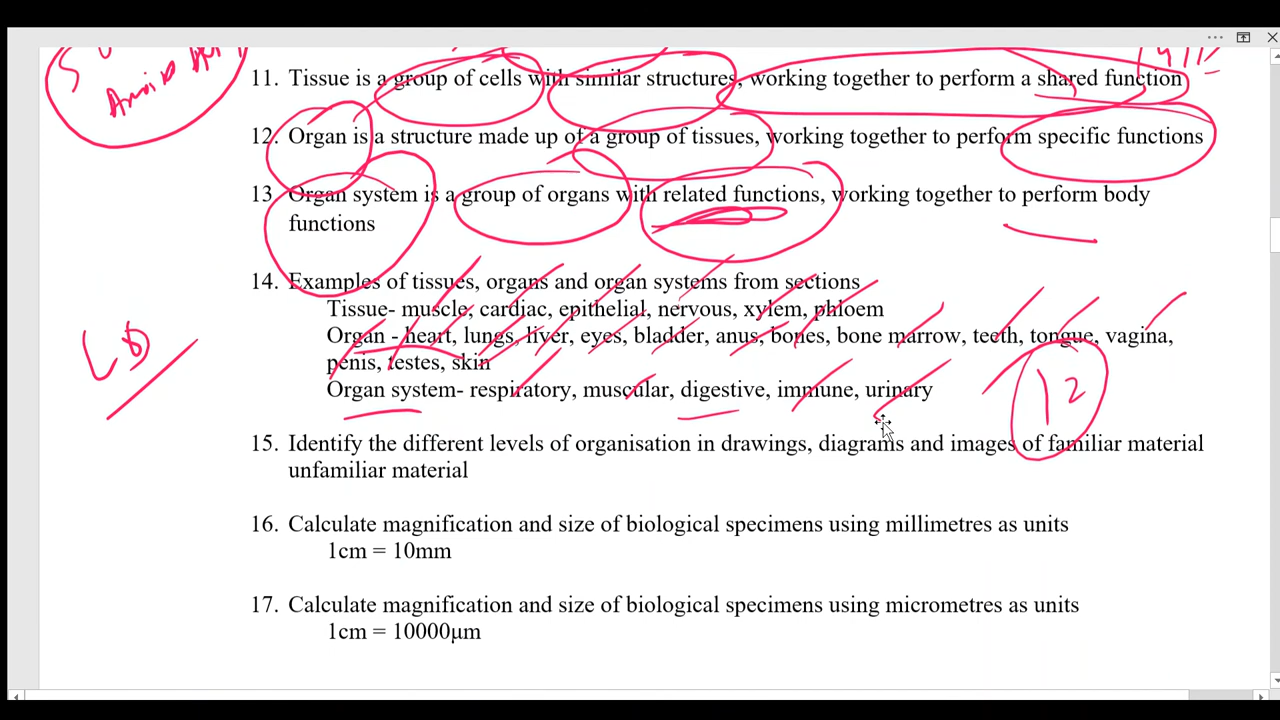 11. Tissue is a group of cells with similar structures, working together to perform a shared function
12. Organ is a structure made up of a group of tissues, working together to perform specific functions
13. Organ system is a group of organs with related functions, working together to perform body
functions
14. Examples of tissues, organs and organ systems from sections
Tissue- muscle, cardiac, epithelial, nervous, xylem, phloem
Organ - heart, lungs, liver, eyes, bladder, anus, bones, bone marrow, teeth, tongue, vagina,
penis, testes, skin
Organ system- respiratory, muscular, digestive, immune, urinary
12
15. Identify the different levels of organisation in drawings, diagrams and images of familiar material
unfamiliar material
16. Calculate magnification and size of biological specimens using millimetres as units
1cm = 10mm
17. Calculate magnification and size of biological specimens using micrometres as units
1cm = 10000µm